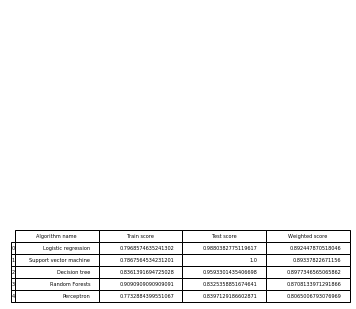 Algorithm name Train score Test score Weighted score
0 Logistic regression 0.7968574635241302 0.9880382775119617 0.892447870518046
1 Support vector machine 0.7867564534231201 1.0 0.89337822671156
2 Decision tree 0.8361391694725028 0.9593301435406698 0.8977346565065862
3 Random Forests 0.9090909090909091 0.8325358851674641 0.8708133971291866
4 Perceptron 0.7732884399551067 0.8397129186602871 0.8065006793076969